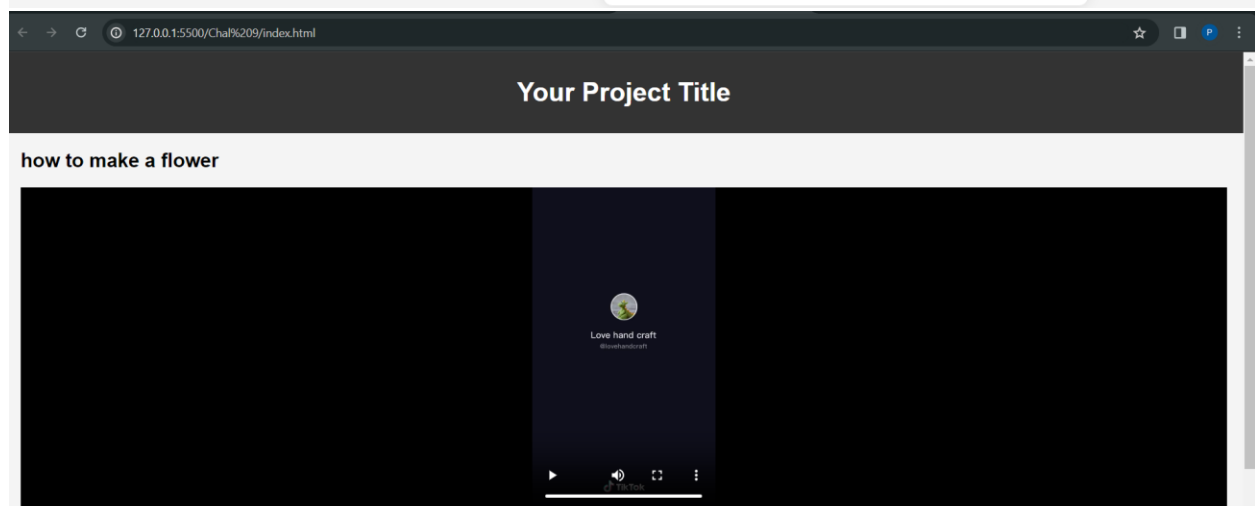 127.0.0.1:5500/Chal%209/index.html
P
Your Project Title
how to make a flower
Love hand craft
@lovehandcraft
TikTok